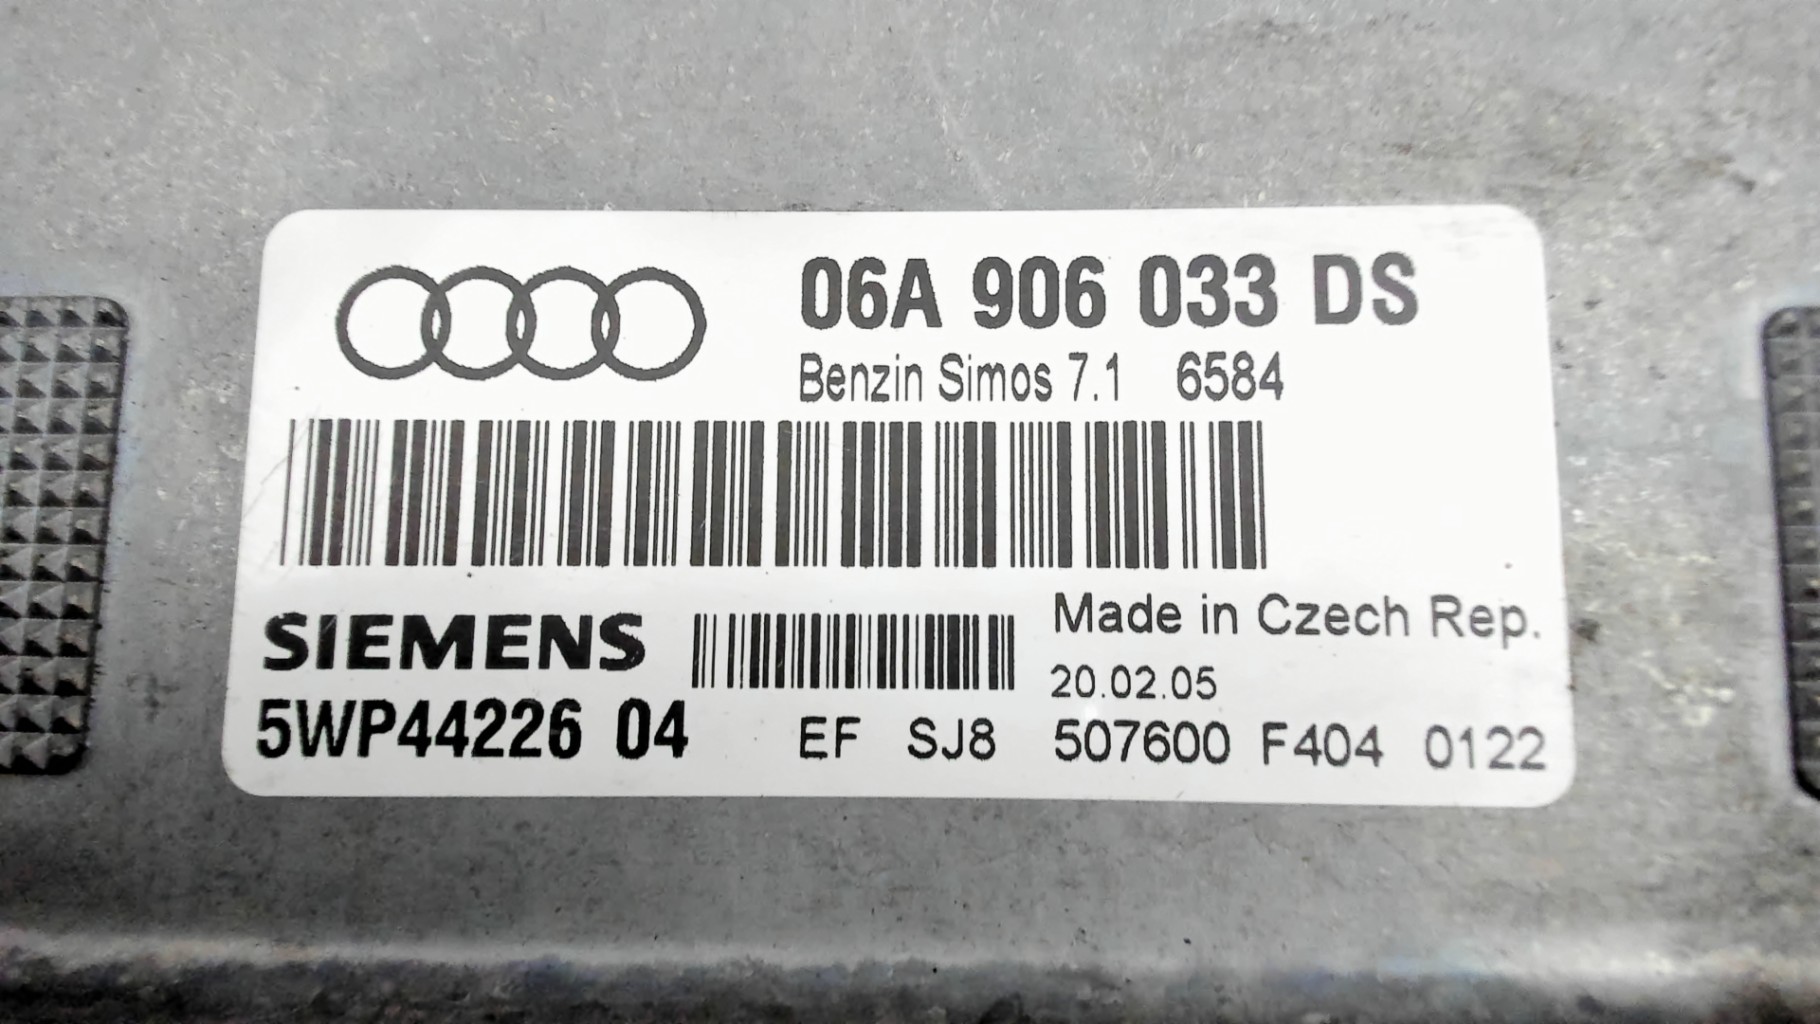 06A 906 033 DS
Benzin Simos 7.1 6584
SIEMENS
Made in Czech Rep.
20.02.05
5WP44226 04 EF SJ8 507600 F404 0122